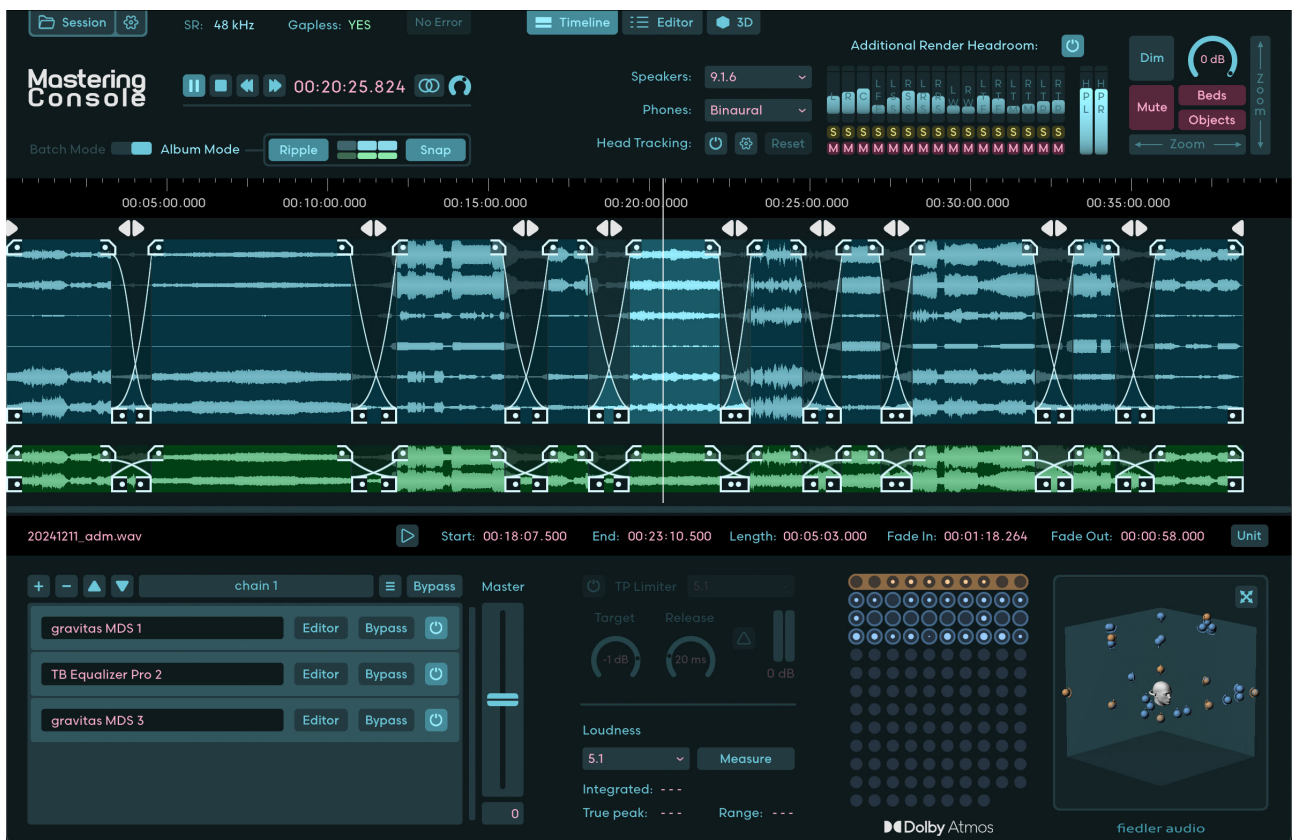 Session
SR: 48 kHz
Gapless: YES
No Error
Timeline
Editor
3D
Additional Render Headroom:
Mastering
Console
00:20:25.824
Speakers: 9.1.6
Phones: Binaural
Head Tracking:
Reset
Batch Mode
Album Mode
Ripple
Snap
S S S S S S S S S S S S S S S S
M M M M M M M M M M M M M M M M
H P L
H P R
Dim
0 dB
Mute
Beds
Objects
Zoom
Zoom
00:05:00.000
00:10:00.000
00:15:00.000
00:20:00.000
00:25:00.000
00:30:00.000
00:35:00.000
20241211_adm.wav
Start: 00:18:07.500
End: 00:23:10.500
Length: 00:05:03.000
Fade In: 00:01:18.264
Fade Out: 00:00:58.000
Unit
+ −
chain 1
Bypass
Master
gravitas MDS 1
Editor
Bypass
TB Equalizer Pro 2
Editor
Bypass
gravitas MDS 3
Editor
Bypass
0
TP Limiter
5.1
Target
Release
-1 dB
20 ms
0 dB
Loudness
5.1
Measure
Integrated: - - -
True peak: - - -
Range: - - -
Dolby Atmos
fiedler audio